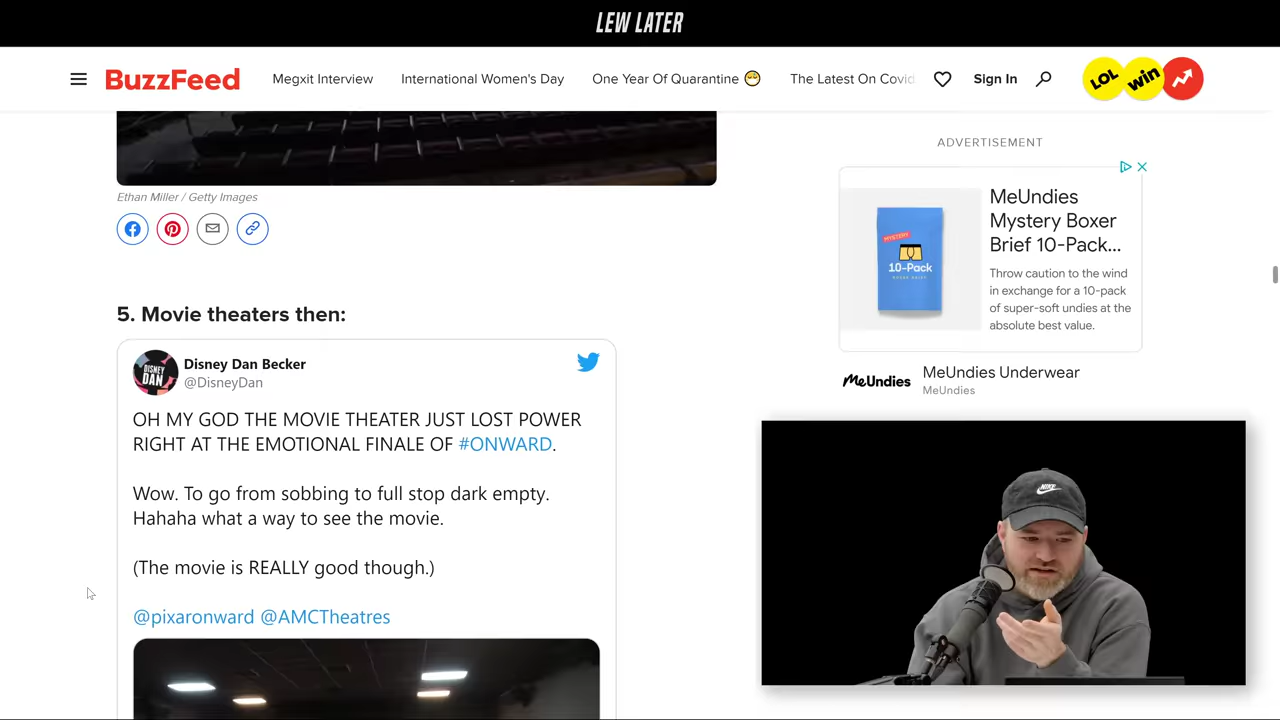 LEW LATER
BuzzFeed
Megxit Interview
International Women's Day
One Year Of Quarantine
The Latest On Covid
Sign In
LOL
win
Ethan Miller / Getty Images
ADVERTISEMENT
MeUndies
Mystery Boxer
Brief 10-Pack...
Throw caution to the wind
in exchange for a 10-pack
of super-soft undies at the
absolute best value.
MYSTERY
10-Pack
BOXER BRIEF
MeUndies
MeUndies Underwear
MeUndies
5. Movie theaters then:
DISNEY
DAN
Disney Dan Becker
@DisneyDan
OH MY GOD THE MOVIE THEATER JUST LOST POWER
RIGHT AT THE EMOTIONAL FINALE OF #ONWARD.
Wow. To go from sobbing to full stop dark empty.
Hahaha what a way to see the movie.
(The movie is REALLY good though.)
@pixaronward @AMCTheatres
NIKE